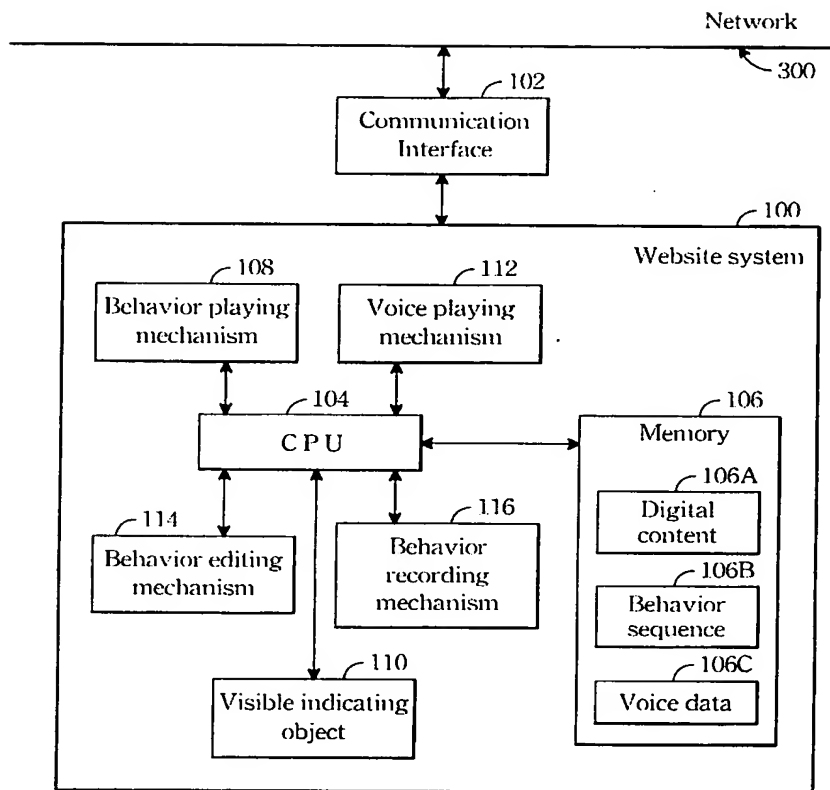 Network
300
102
Communication
Interface
100
Website system
108
Behavior playing
mechanism
112
Voice playing
mechanism
104
CPU
106
Memory
106A
Digital
content
106B
Behavior
sequence
106C
Voice data
114
Behavior editing
mechanism
116
Behavior
recording
mechanism
110
Visible indicating
object